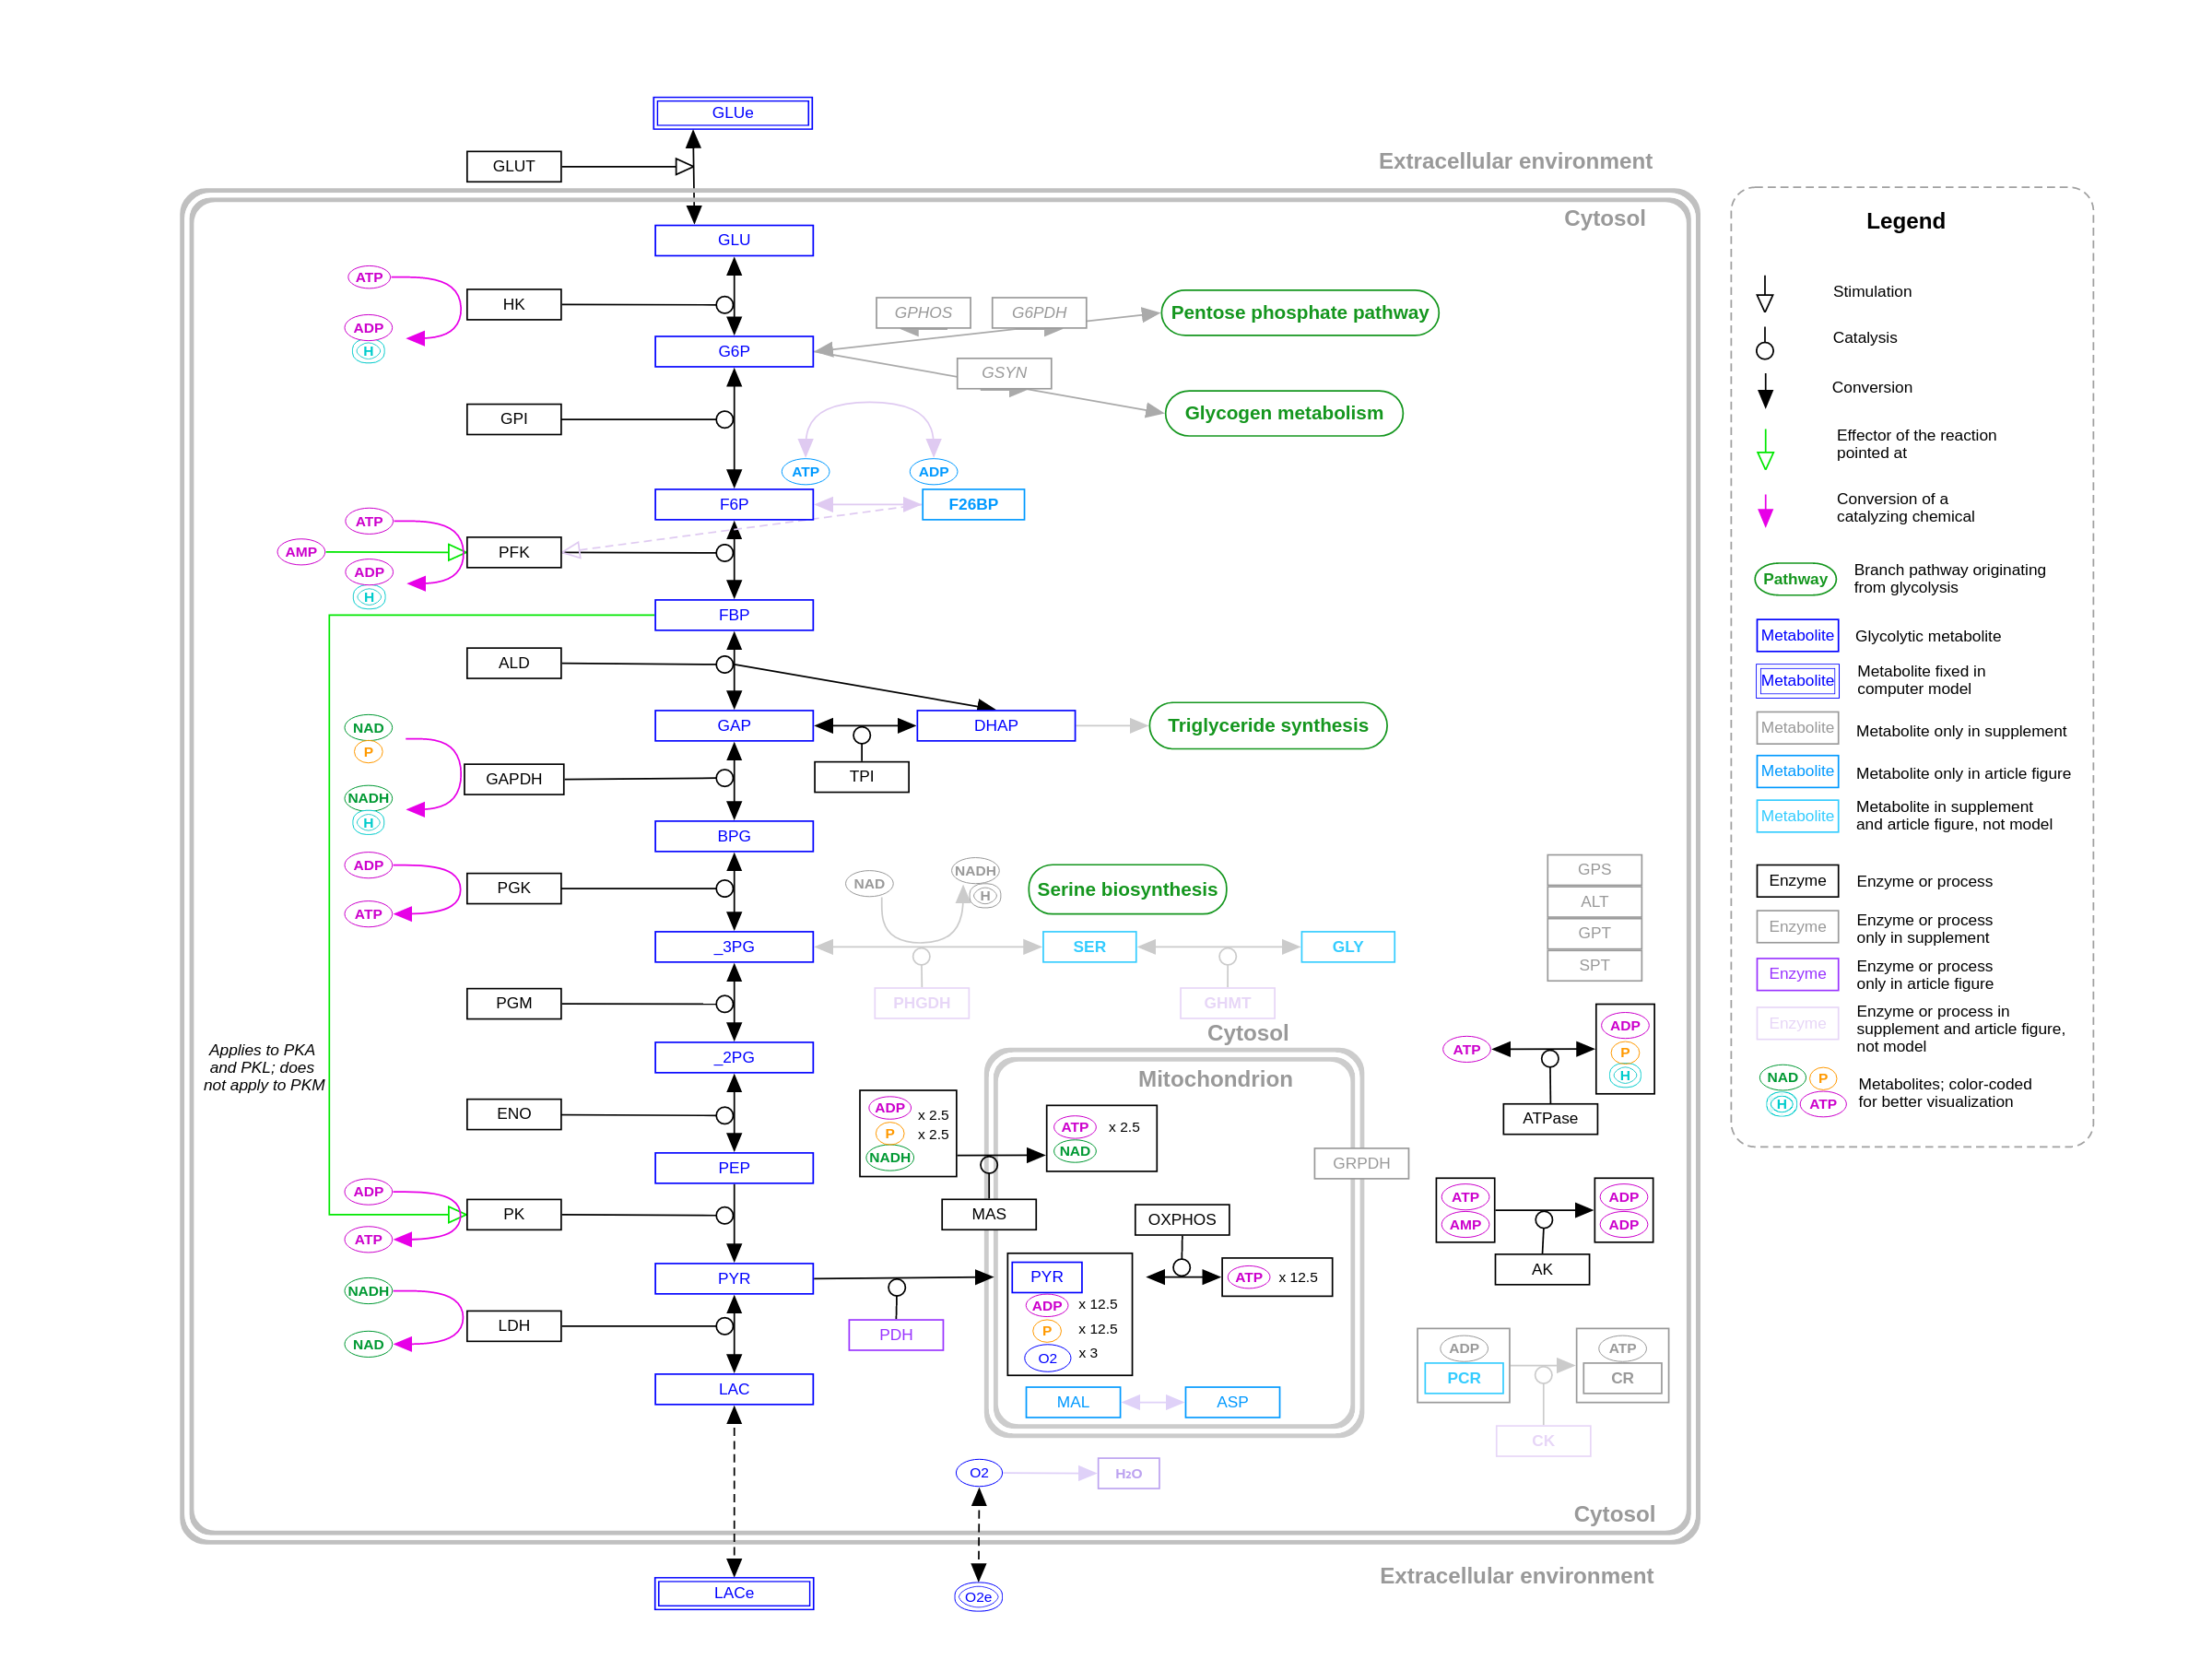 GLUe
GLUT
Extracellular environment
Cytosol
GLU
ATP
HK
ADP
H
G6P
GPHOS
G6PDH
Pentose phosphate pathway
GSYN
Glycogen metabolism
GPI
ATP
ADP
F6P
F26BP
ATP
AMP
PFK
ADP
H
FBP
ALD
GAP
DHAP
Triglyceride synthesis
TPI
NAD
P
GAPDH
NADH
H
BPG
ADP
PGK
ATP
NAD
NADH
H
Serine biosynthesis
_3PG
SER
GLY
PHGDH
GHMT
GPS
ALT
GPT
SPT
PGM
Cytosol
_2PG
Applies to PKA
and PKL; does
not apply to PKM
Mitochondrion
ENO
ADP x 2.5
P x 2.5
NADH
ATP x 2.5
NAD
MAS
GRPDH
ATP
ADP
P
H
ATPase
PEP
ADP
PK
ATP
OXPHOS
ATP
AMP
ADP
ADP
AK
PYR
PDH
PYR
ADP x 12.5
P x 12.5
O2 x 3
ATP x 12.5
NADH
LDH
NAD
LAC
MAL
ASP
ADP
PCR
ATP
CR
CK
O2
H₂O
Cytosol
LACe
O2e
Extracellular environment
Legend
Stimulation
Catalysis
Conversion
Effector of the reaction
pointed at
Conversion of a
catalyzing chemical
Pathway
Branch pathway originating
from glycolysis
Metabolite
Glycolytic metabolite
Metabolite
Metabolite fixed in
computer model
Metabolite
Metabolite only in supplement
Metabolite
Metabolite only in article figure
Metabolite
Metabolite in supplement
and article figure, not model
Enzyme
Enzyme or process
Enzyme
Enzyme or process
only in supplement
Enzyme
Enzyme or process
only in article figure
Enzyme
Enzyme or process in
supplement and article figure,
not model
NAD P
H ATP
Metabolites; color-coded
for better visualization